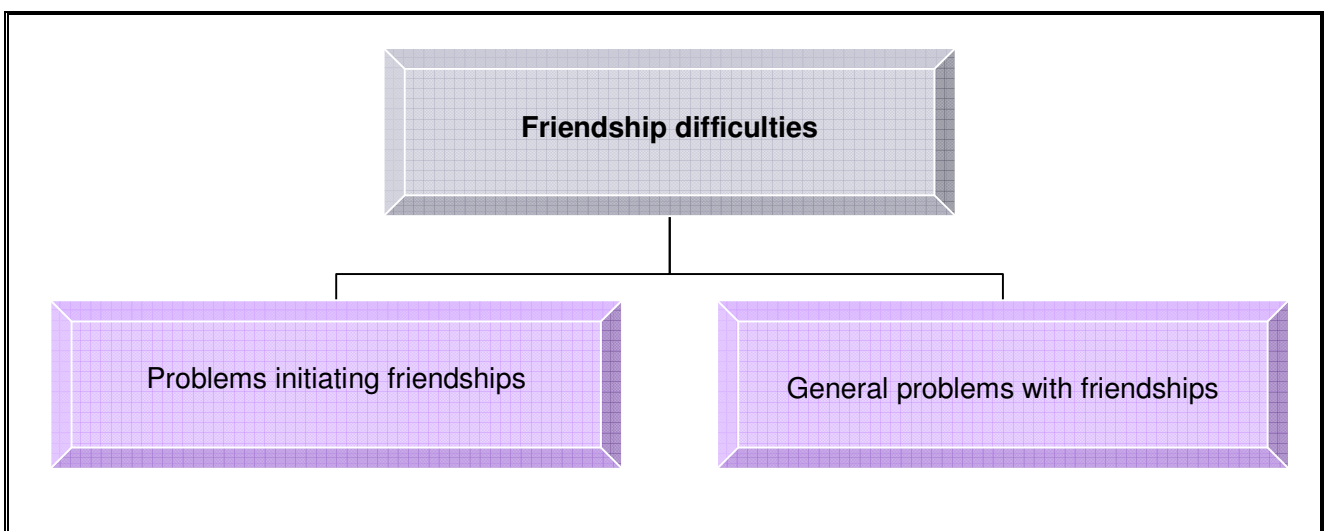 Friendship difficulties
Problems initiating friendships
General problems with friendships